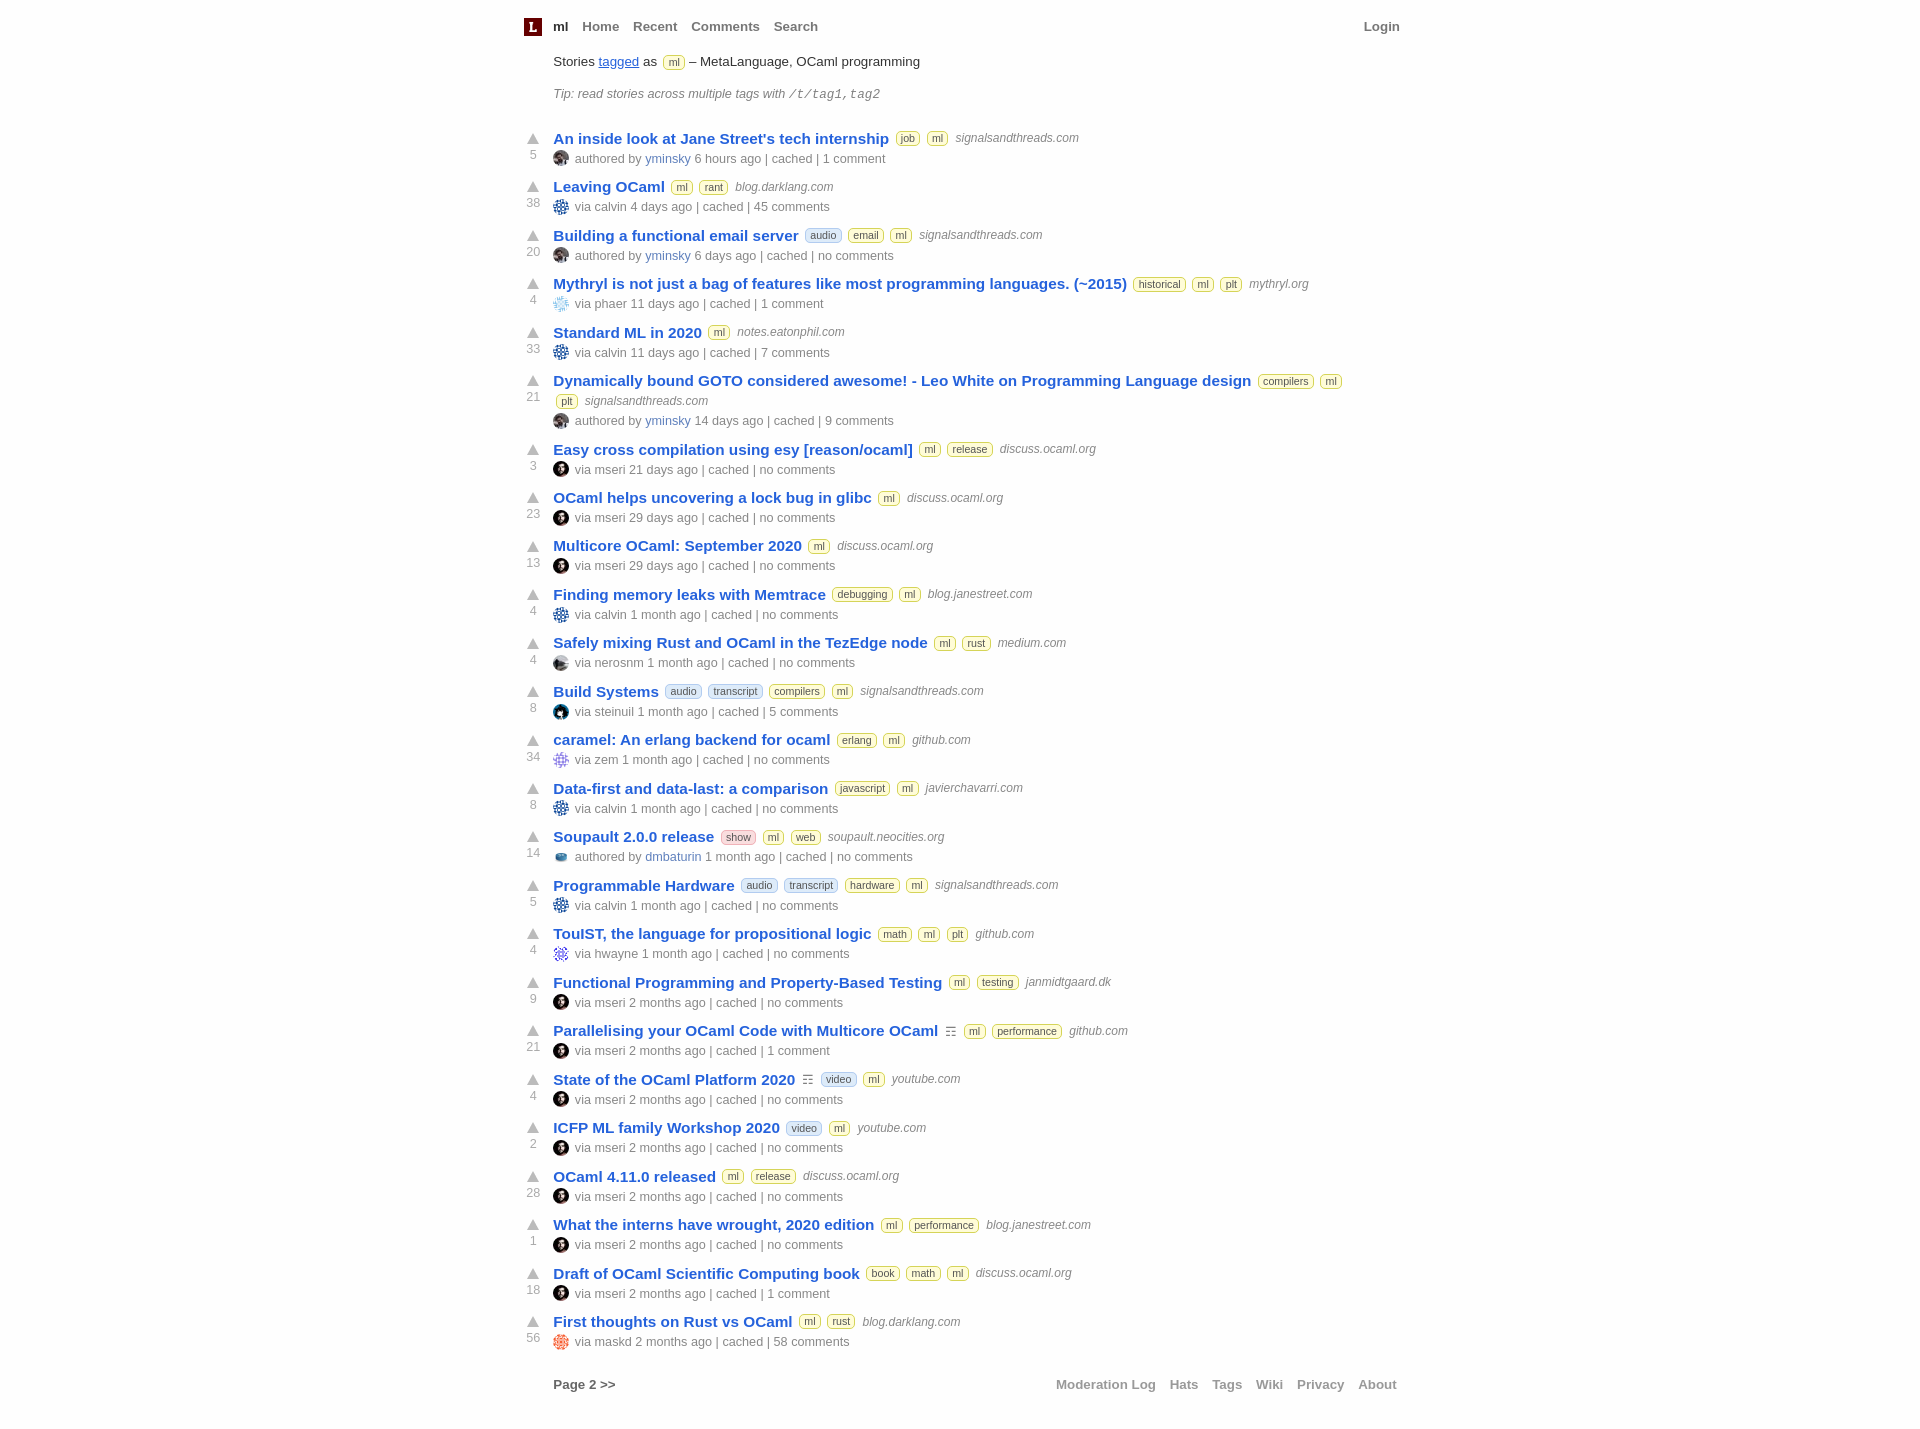 L ml Home Recent Comments Search Login
Stories tagged as ml – MetaLanguage, OCaml programming
Tip: read stories across multiple tags with /t/tag1,tag2
An inside look at Jane Street's tech internship job ml signalsandthreads.com
5 authored by yminsky 6 hours ago | cached | 1 comment
Leaving OCaml ml rant blog.darklang.com
38 via calvin 4 days ago | cached | 45 comments
Building a functional email server audio email ml signalsandthreads.com
20 authored by yminsky 6 days ago | cached | no comments
Mythryl is not just a bag of features like most programming languages. (~2015) historical ml plt mythryl.org
4 via phaer 11 days ago | cached | 1 comment
Standard ML in 2020 ml notes.eatonphil.com
33 via calvin 11 days ago | cached | 7 comments
Dynamically bound GOTO considered awesome! - Leo White on Programming Language design compilers ml
21 plt signalsandthreads.com
authored by yminsky 14 days ago | cached | 9 comments
Easy cross compilation using esy [reason/ocaml] ml release discuss.ocaml.org
3 via mseri 21 days ago | cached | no comments
OCaml helps uncovering a lock bug in glibc ml discuss.ocaml.org
23 via mseri 29 days ago | cached | no comments
Multicore OCaml: September 2020 ml discuss.ocaml.org
13 via mseri 29 days ago | cached | no comments
Finding memory leaks with Memtrace debugging ml blog.janestreet.com
4 via calvin 1 month ago | cached | no comments
Safely mixing Rust and OCaml in the TezEdge node ml rust medium.com
4 via nerosnm 1 month ago | cached | no comments
Build Systems audio transcript compilers ml signalsandthreads.com
8 via steinuil 1 month ago | cached | 5 comments
caramel: An erlang backend for ocaml erlang ml github.com
34 via zem 1 month ago | cached | no comments
Data-first and data-last: a comparison javascript ml javierchavarri.com
8 via calvin 1 month ago | cached | no comments
Soupault 2.0.0 release show ml web soupault.neocities.org
14 authored by dmbaturin 1 month ago | cached | no comments
Programmable Hardware audio transcript hardware ml signalsandthreads.com
5 via calvin 1 month ago | cached | no comments
TouIST, the language for propositional logic math ml plt github.com
4 via hwayne 1 month ago | cached | no comments
Functional Programming and Property-Based Testing ml testing janmidtgaard.dk
9 via mseri 2 months ago | cached | no comments
Parallelising your OCaml Code with Multicore OCaml ☶ ml performance github.com
21 via mseri 2 months ago | cached | 1 comment
State of the OCaml Platform 2020 ☶ video ml youtube.com
4 via mseri 2 months ago | cached | no comments
ICFP ML family Workshop 2020 video ml youtube.com
2 via mseri 2 months ago | cached | no comments
OCaml 4.11.0 released ml release discuss.ocaml.org
28 via mseri 2 months ago | cached | no comments
What the interns have wrought, 2020 edition ml performance blog.janestreet.com
1 via mseri 2 months ago | cached | no comments
Draft of OCaml Scientific Computing book book math ml discuss.ocaml.org
18 via mseri 2 months ago | cached | 1 comment
First thoughts on Rust vs OCaml ml rust blog.darklang.com
56 via maskd 2 months ago | cached | 58 comments
Page 2 >> Moderation Log Hats Tags Wiki Privacy About